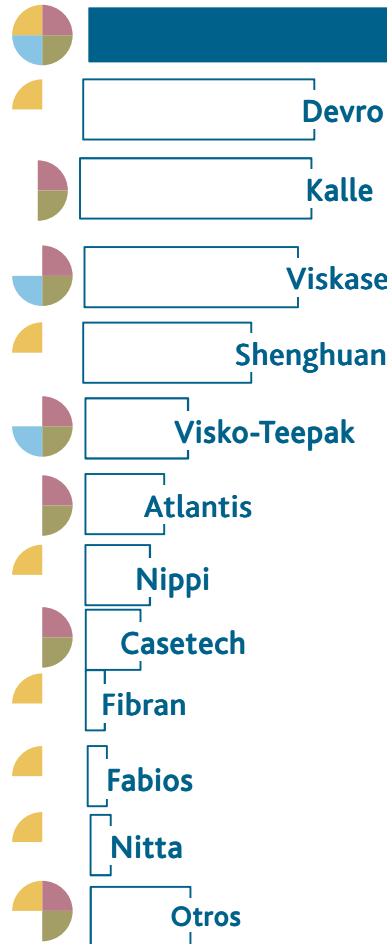 Devro
Kalle
Viskase
Shenghuan
Visko-Teepak
Atlantis
Nippi
Casetech
Fibran
Fabios
Nitta
Otros